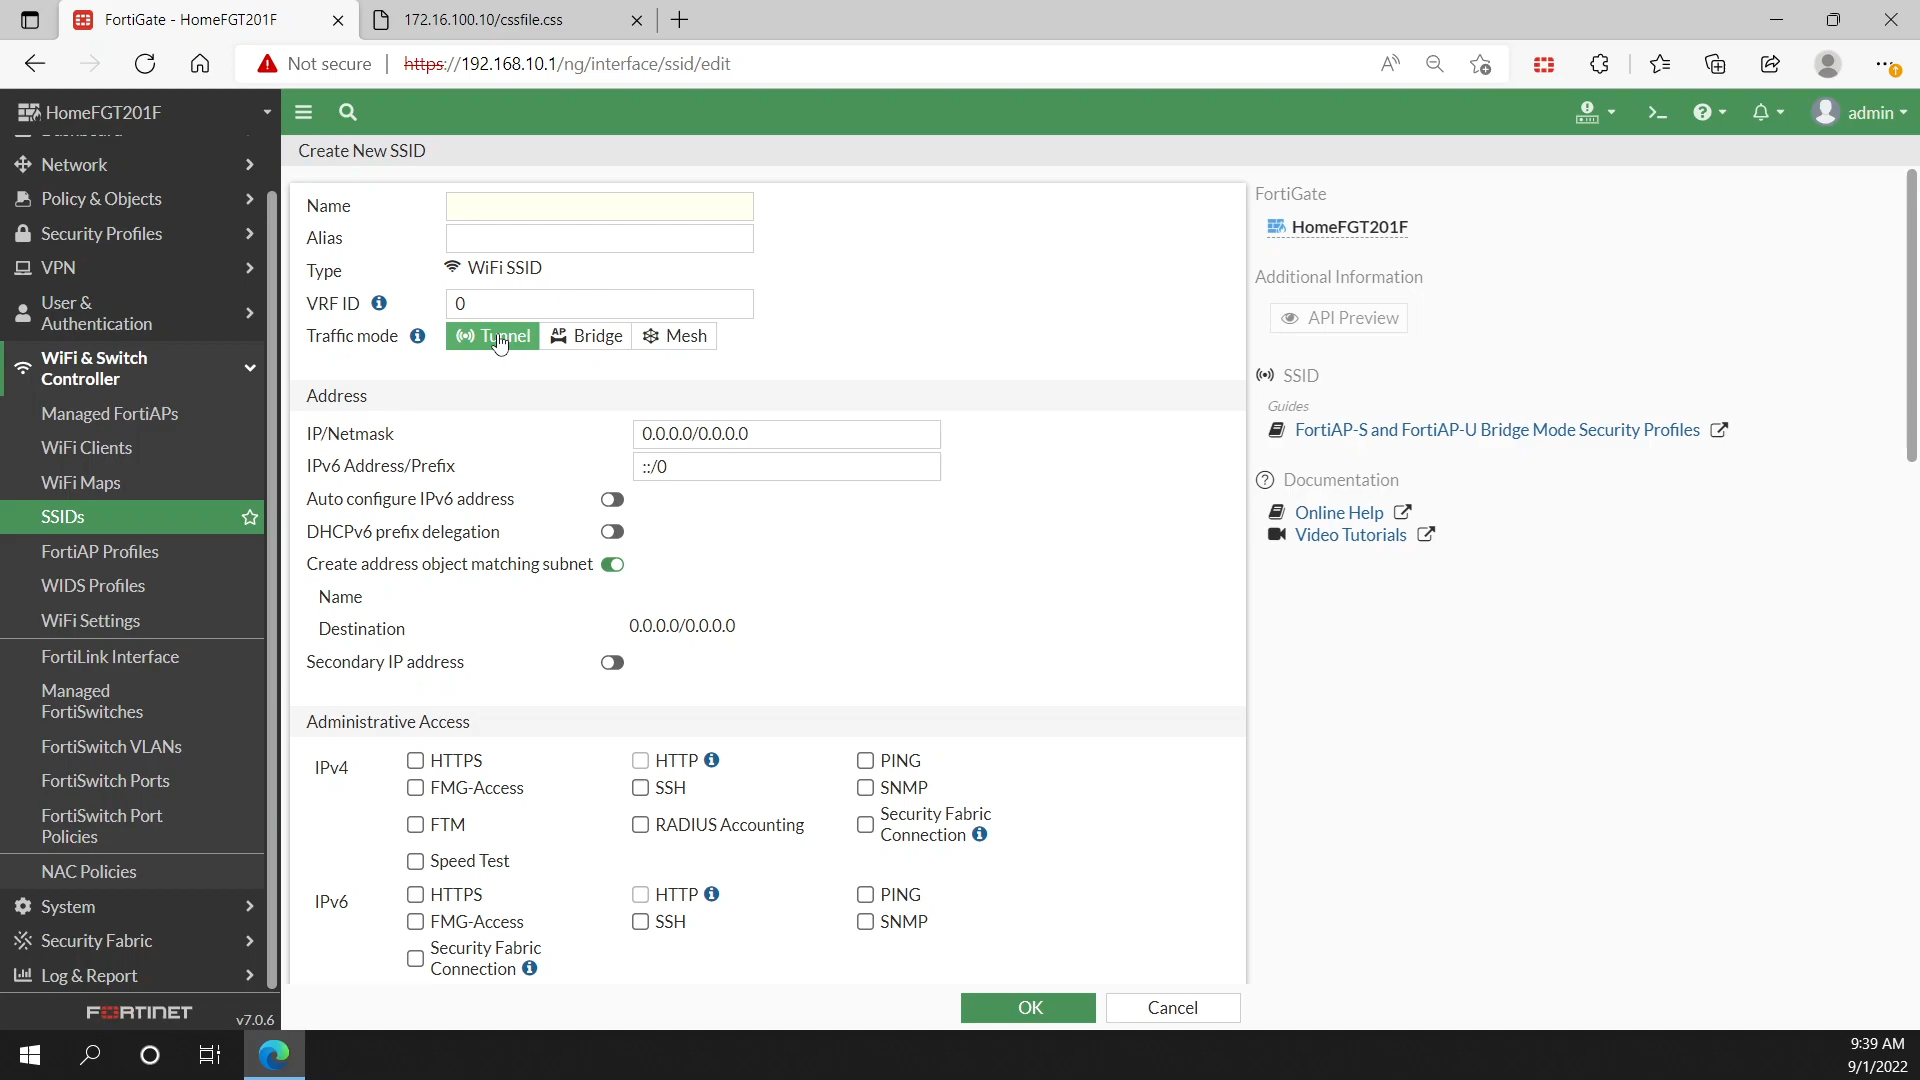 FortiGate - HomeFGT201F
172.16.100.10/cssfile.css
Not secure
https://192.168.10.1/ng/interface/ssid/edit
HomeFGT201F
admin
Dashboard
Network
Policy & Objects
Security Profiles
VPN
User &
Authentication
WiFi & Switch
Controller
Managed FortiAPs
WiFi Clients
WiFi Maps
SSIDs
FortiAP Profiles
WIDS Profiles
WiFi Settings
FortiLink Interface
Managed
FortiSwitches
FortiSwitch VLANs
FortiSwitch Ports
FortiSwitch Port
Policies
NAC Policies
System
Security Fabric
Log & Report
FORTINET
v7.0.6
Create New SSID
Name
Alias
Type WiFi SSID
VRF ID 0
Traffic mode Tunnel Bridge Mesh
Address
IP/Netmask 0.0.0.0/0.0.0.0
IPv6 Address/Prefix ::/0
Auto configure IPv6 address
DHCPv6 prefix delegation
Create address object matching subnet
Name
Destination 0.0.0.0/0.0.0.0
Secondary IP address
Administrative Access
IPv4 HTTPS HTTP PING
FMG-Access SSH SNMP
FTM RADIUS Accounting Security Fabric
Connection
Speed Test
IPv6 HTTPS HTTP PING
FMG-Access SSH SNMP
Security Fabric
Connection
OK Cancel
FortiGate
HomeFGT201F
Additional Information
API Preview
SSID
Guides
FortiAP-S and FortiAP-U Bridge Mode Security Profiles
Documentation
Online Help
Video Tutorials
9:39 AM
9/1/2022